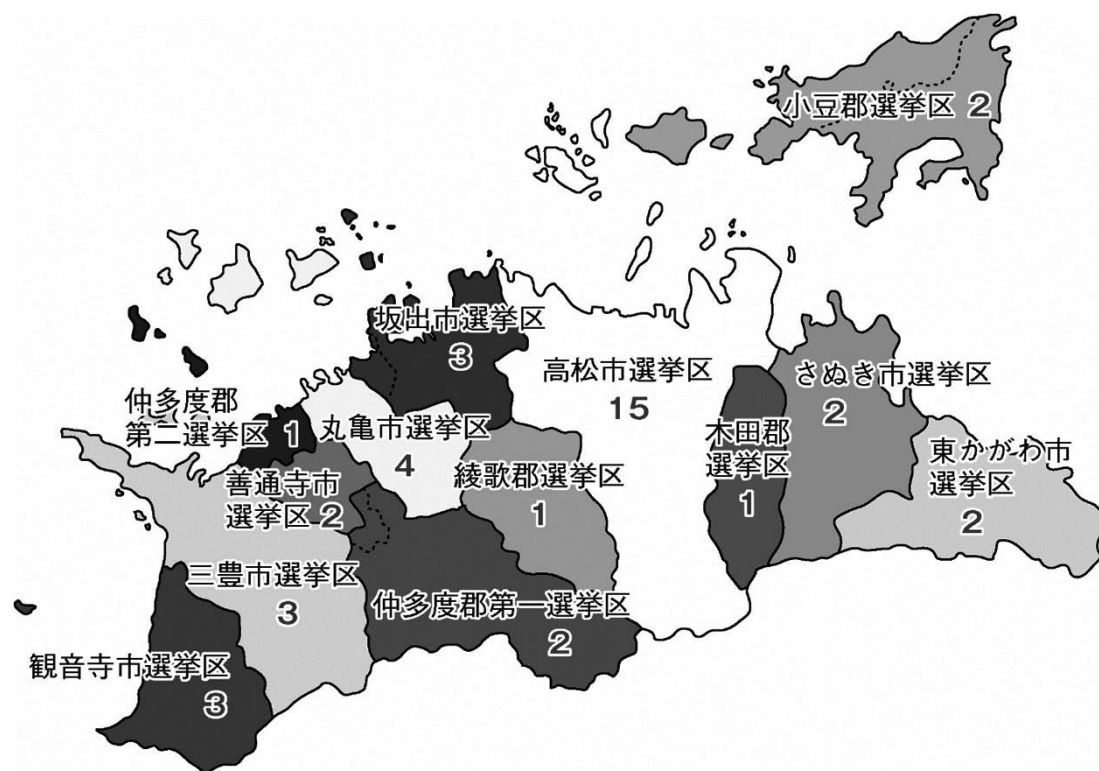 小豆郡選挙区 2
坂出市選挙区
3
高松市選挙区
15
さぬき市選挙区
2
仲多度郡
第二選挙区 1
丸亀市選挙区
4
木田郡
選挙区
1
東かがわ市
選挙区
2
綾歌郡選挙区
1
善通寺市
選挙区 2
三豊市選挙区
3
仲多度郡第一選挙区
2
観音寺市選挙区
3